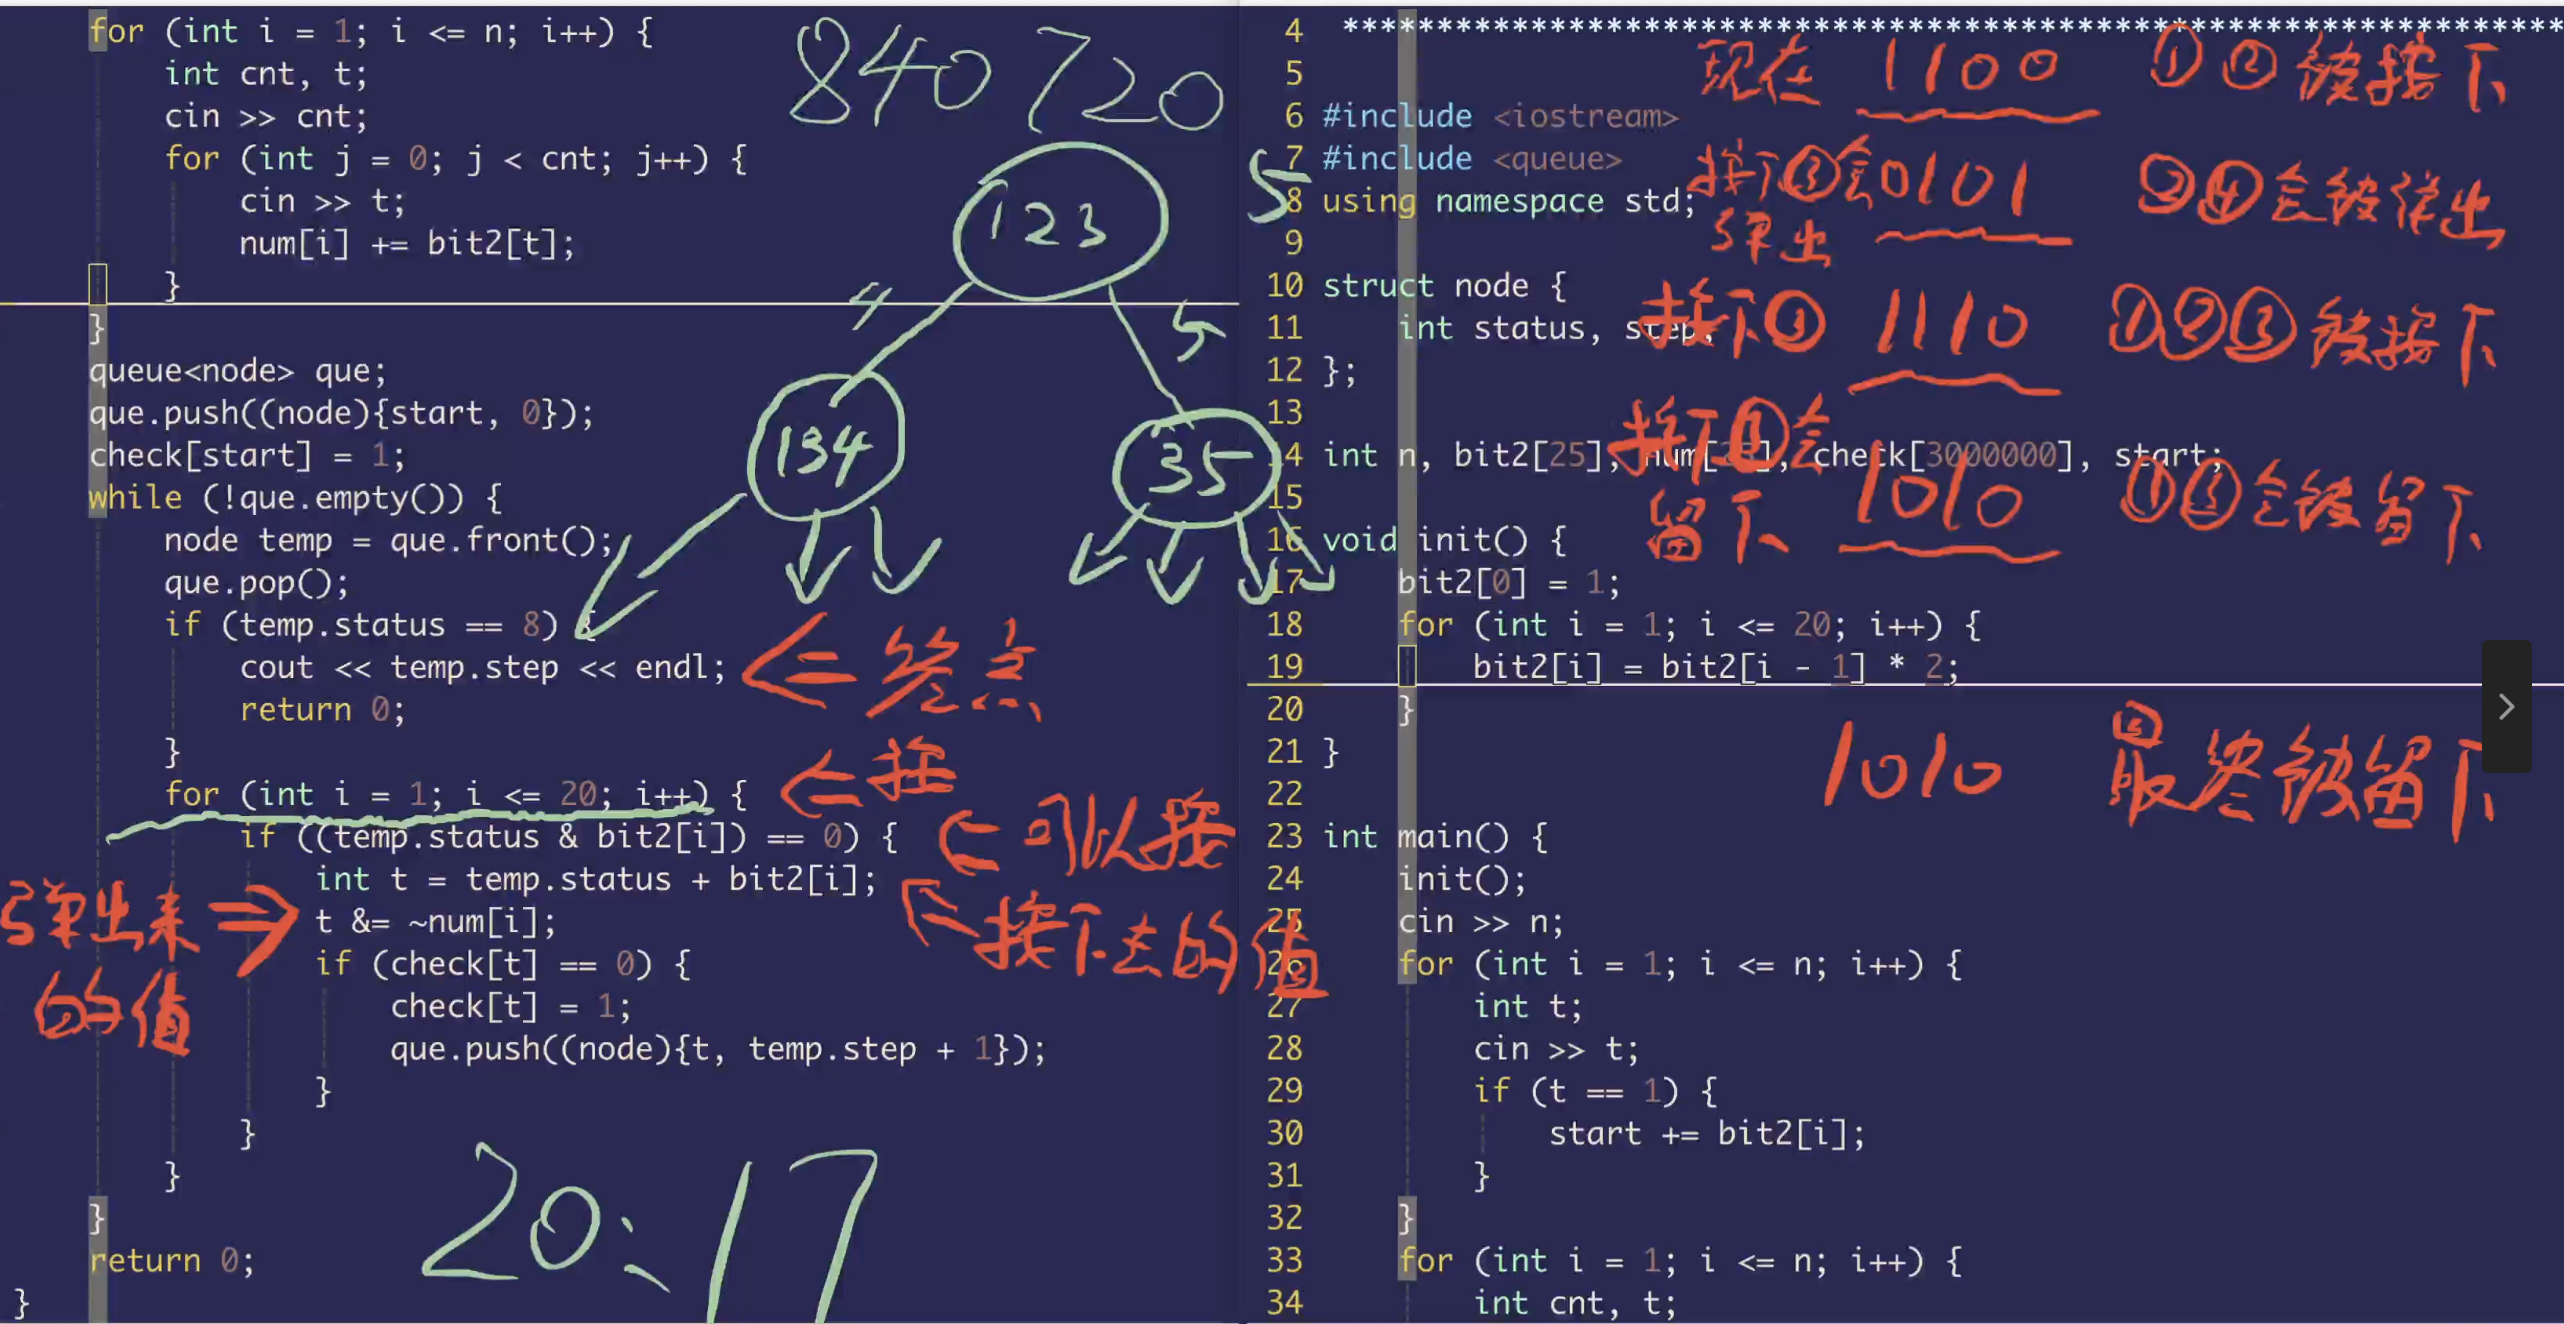 for (int i = 1; i <= n; i++) {
int cnt, t;
cin >> cnt;
for (int j = 0; j < cnt; j++) {
cin >> t;
num[i] += bit2[t];
}
}
queue<node> que;
que.push((node){start, 0});
check[start] = 1;
while (!que.empty()) {
node temp = que.front();
que.pop();
if (temp.status == 8) {
cout << temp.step << endl;
return 0;
}
for (int i = 1; i <= 20; i++) {
if ((temp.status & bit2[i]) == 0) {
int t = temp.status + bit2[i];
t &= ~num[i];
if (check[t] == 0) {
check[t] = 1;
que.push((node){t, temp.step + 1});
}
}
}
}
return 0;
}
840720
123
4
5
134
35
终点
按
可以按
按下去的值
弹出来
的值
20:17
4 *****************************************************************
5
6 #include <iostream>
7 #include <queue>
8 using namespace std;
9
10 struct node {
11 int status, step;
12 };
13
14 int n, bit2[25], num[25], check[3000000], start;
15
16 void init() {
17 bit2[0] = 1;
18 for (int i = 1; i <= 20; i++) {
19 bit2[i] = bit2[i - 1] * 2;
20 }
21 }
22
23 int main() {
24 init();
25 cin >> n;
26 for (int i = 1; i <= n; i++) {
27 int t;
28 cin >> t;
29 if (t == 1) {
30 start += bit2[i];
31 }
32 }
33 for (int i = 1; i <= n; i++) {
34 int cnt, t;
5
现在 1100 ①②被按下
按下③会 0101 ②④会被弹出
弹出
按下③ 1110 ①②③被按下
按下③会
留下 1010 ①③会被留下
1010 最终被留下